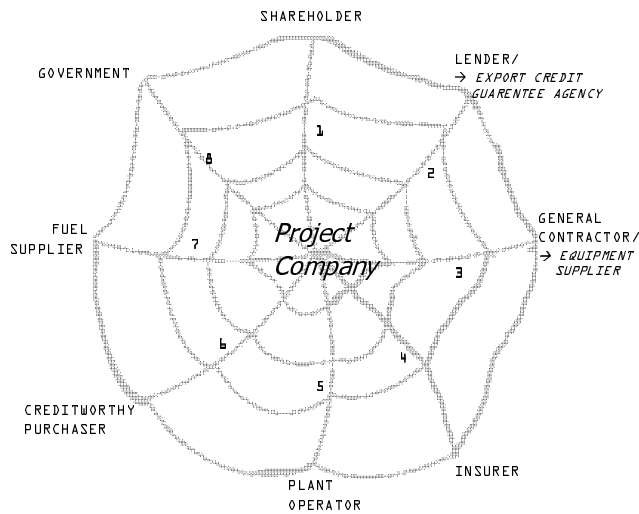 SHAREHOLDER
GOVERNMENT
LENDER/
→ EXPORT CREDIT
GUARENTEE AGENCY
1
8
2
FUEL
SUPPLIER
7
Project
Company
GENERAL
CONTRACTOR/
→ EQUIPMENT
SUPPLIER
3
6
4
5
CREDITWORTHY
PURCHASER
INSURER
PLANT
OPERATOR